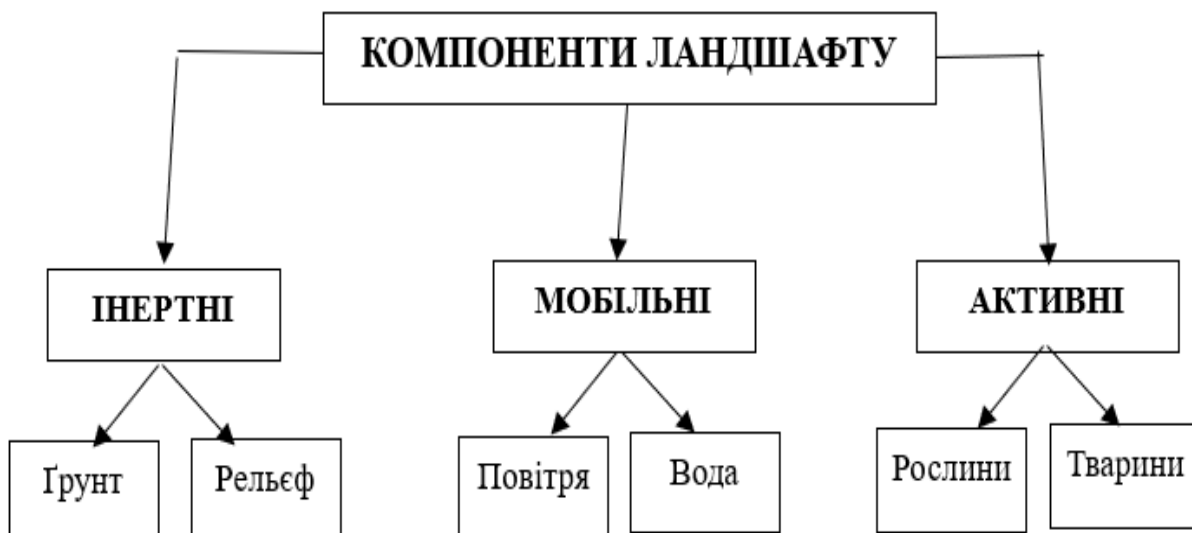 КОМПОНЕНТИ ЛАНДШАФТУ
ІНЕРТНІ
МОБІЛЬНІ
АКТИВНІ
Ґрунт
Рельєф
Повітря
Вода
Рослини
Тварини